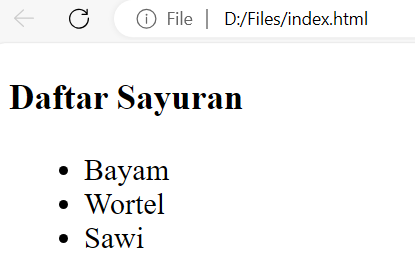 File | D:/Files/index.html
Daftar Sayuran
• Bayam
• Wortel
• Sawi